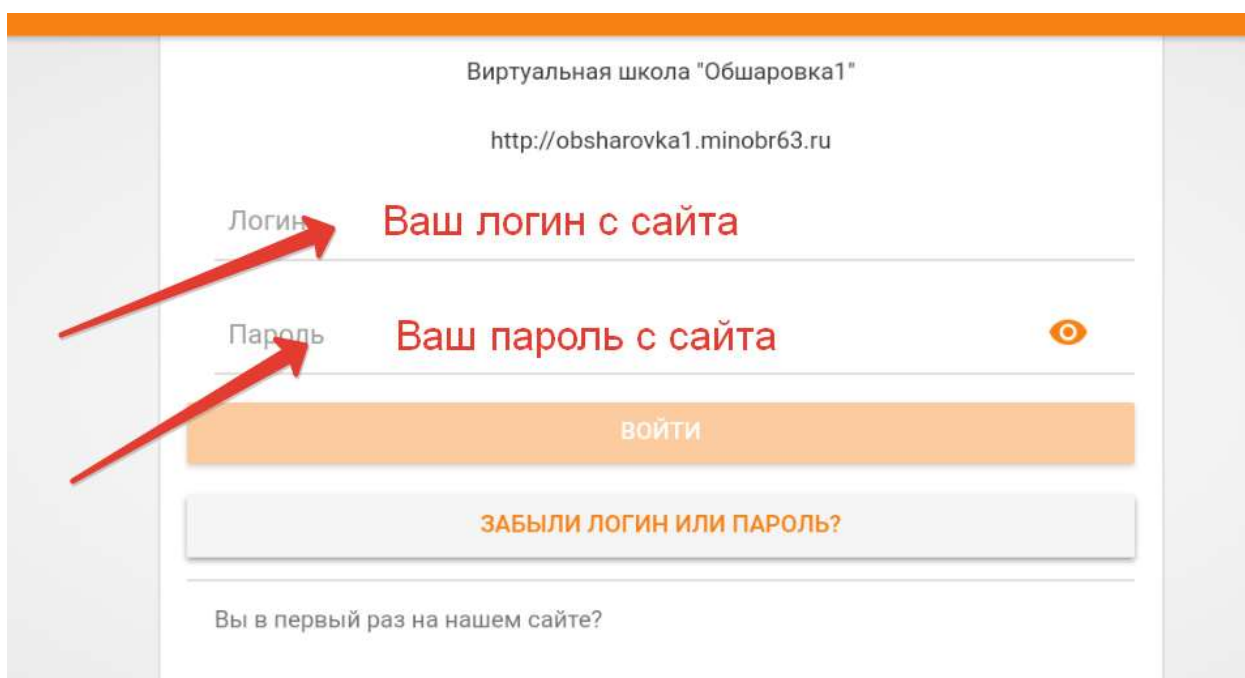 Виртуальная школа "Обшаровка1"
http://obsharovka1.minobr63.ru
Логин Ваш логин с сайта
Пароль Ваш пароль с сайта
ВОЙТИ
ЗАБЫЛИ ЛОГИН ИЛИ ПАРОЛЬ?
Вы в первый раз на нашем сайте?